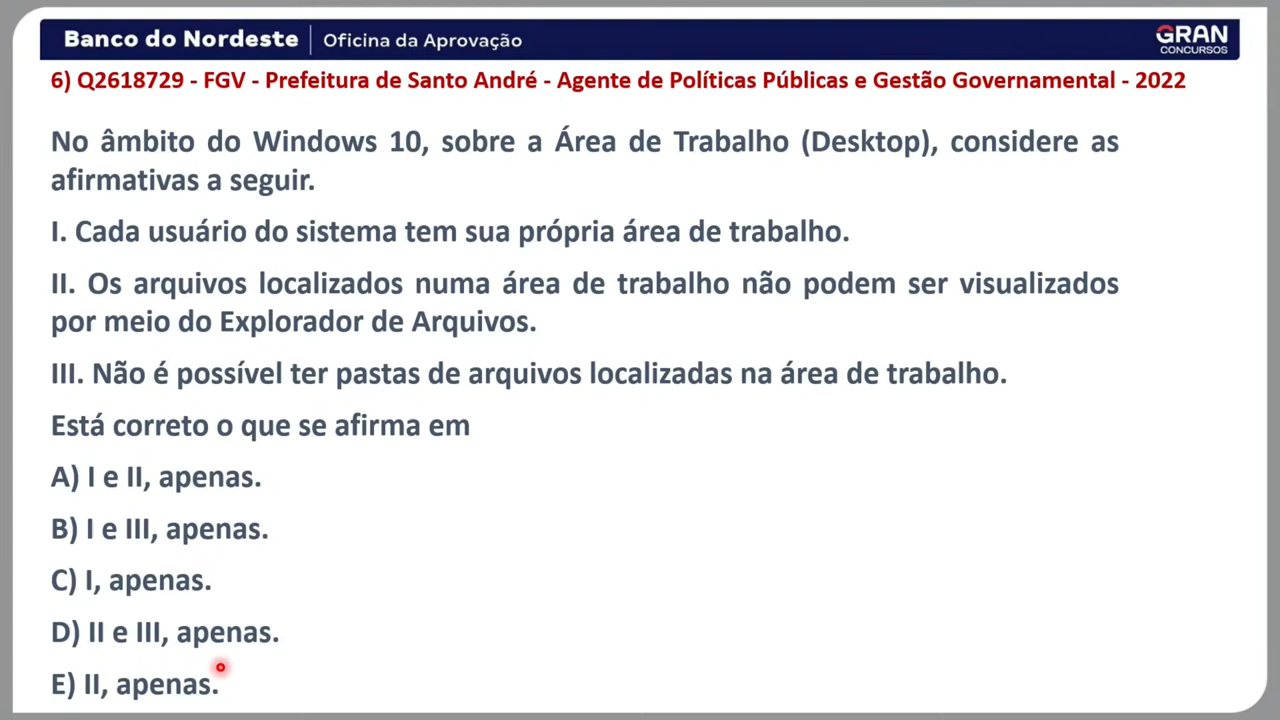 Banco do Nordeste Oficina da Aprovação
GRAN
CONCURSOS
6) Q2618729 - FGV - Prefeitura de Santo André - Agente de Políticas Públicas e Gestão Governamental - 2022
No âmbito do Windows 10, sobre a Área de Trabalho (Desktop), considere as
afirmativas a seguir.
I. Cada usuário do sistema tem sua própria área de trabalho.
II. Os arquivos localizados numa área de trabalho não podem ser visualizados
por meio do Explorador de Arquivos.
III. Não é possível ter pastas de arquivos localizadas na área de trabalho.
Está correto o que se afirma em
A) I e II, apenas.
B) I e III, apenas.
C) I, apenas.
D) II e III, apenas.
E) II, apenas.